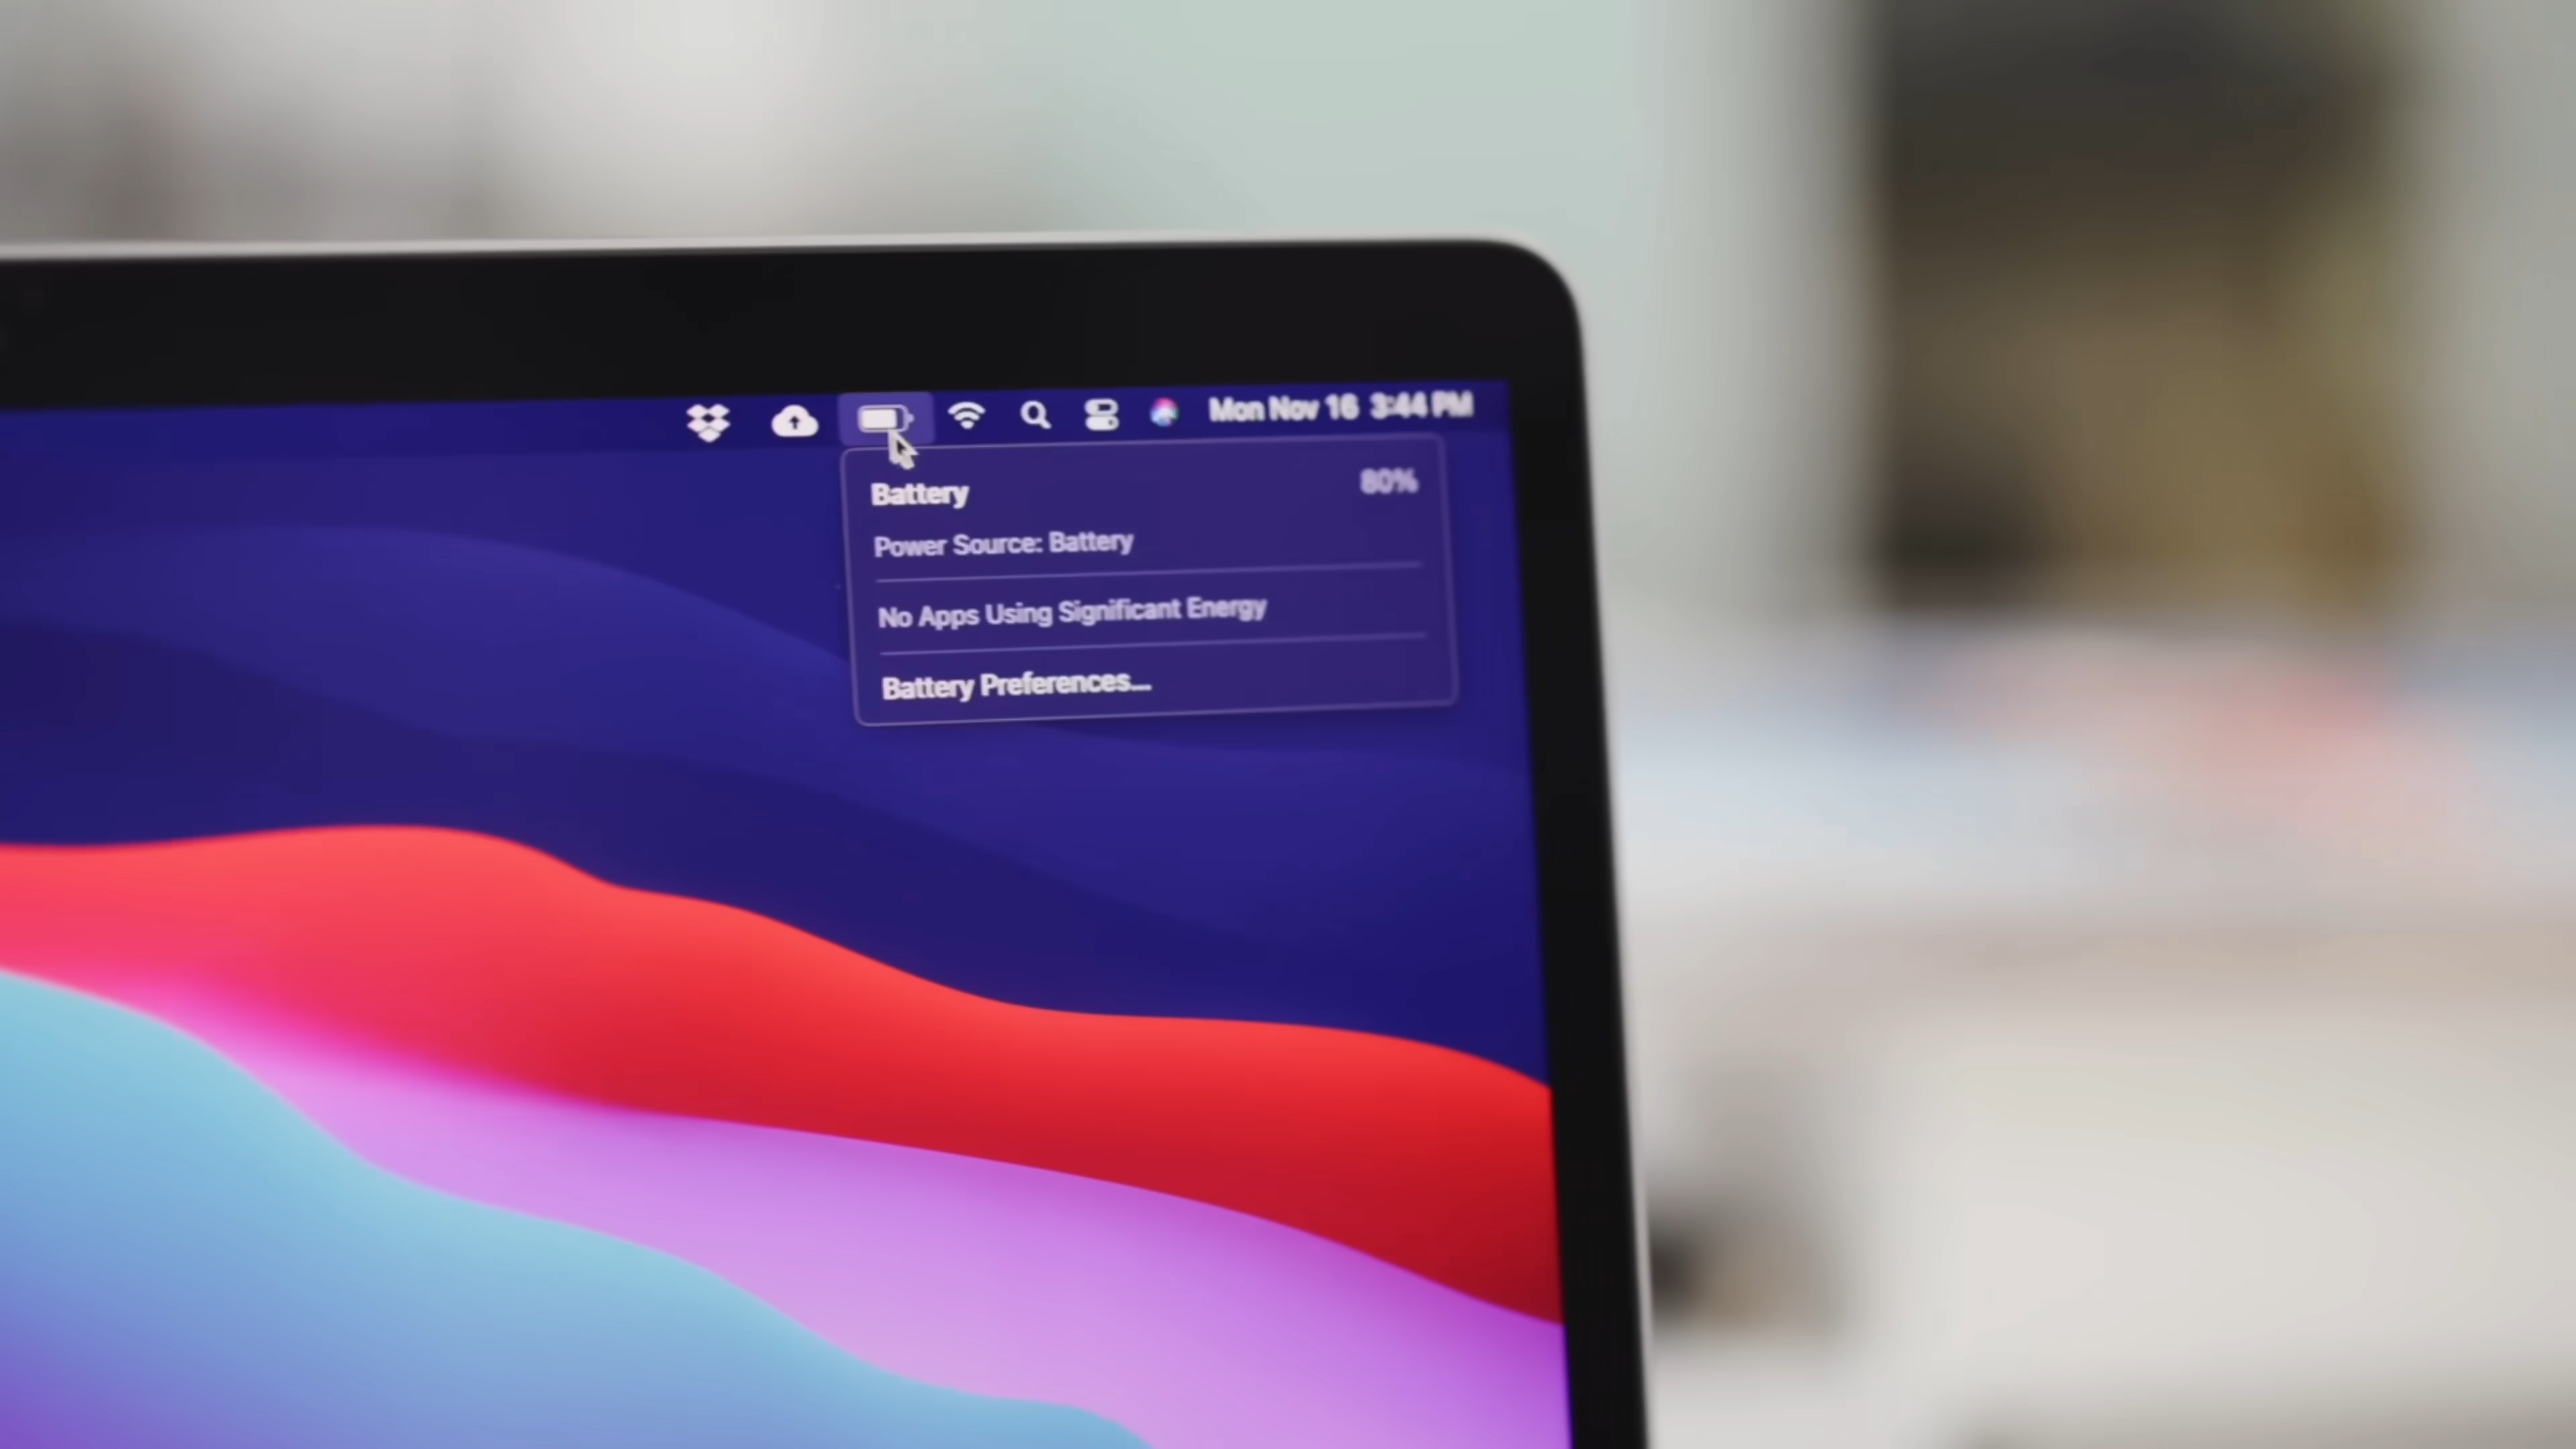 Mon Nov 16 3:44 PM
Battery 80%
Power Source: Battery
No Apps Using Significant Energy
Battery Preferences...